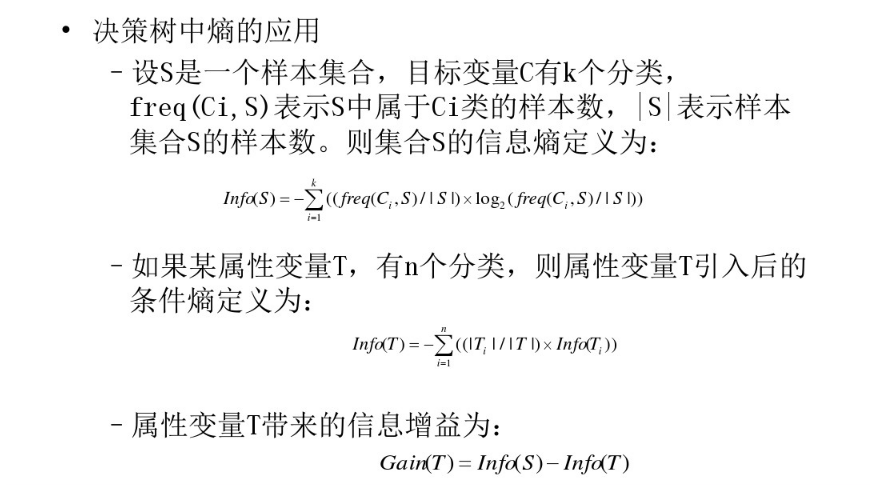 • 决策树中熵的应用
–设S是一个样本集合，目标变量C有k个分类，
freq(Ci,S)表示S中属于Ci类的样本数，|S|表示样本
集合S的样本数。则集合S的信息熵定义为：
Info(S) = −∑_{i=1}^{k}((freq(C_i,S)/|S|)×log_2(freq(C_i,S)/|S|))
–如果某属性变量T，有n个分类，则属性变量T引入后的
条件熵定义为：
Info(T) = −∑_{i=1}^{n}((|T_i|/|T|)×Info(T_i))
–属性变量T带来的信息增益为：
Gain(T) = Info(S) − Info(T)